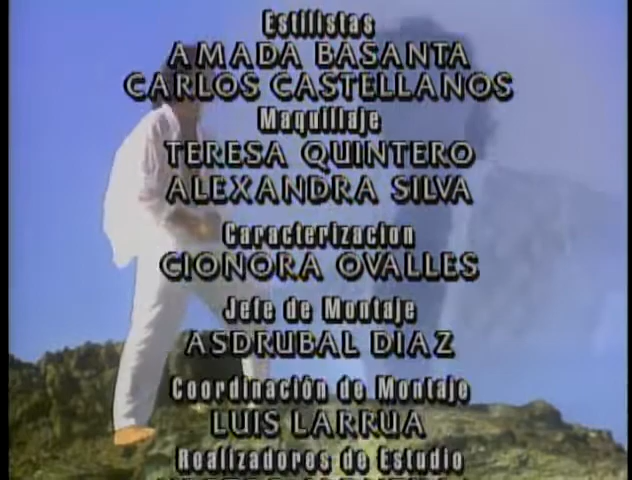 Estilistas
AMADA BASANTA
CARLOS CASTELLANOS
Maquillaje
TERESA QUINTERO
ALEXANDRA SILVA
Caracterizacion
CIONORA OVALLES
Jefe de Montaje
ASDRUBAL DIAZ
Coordinación de Montaje
LUIS LARRUA
Realizadores de Estudio